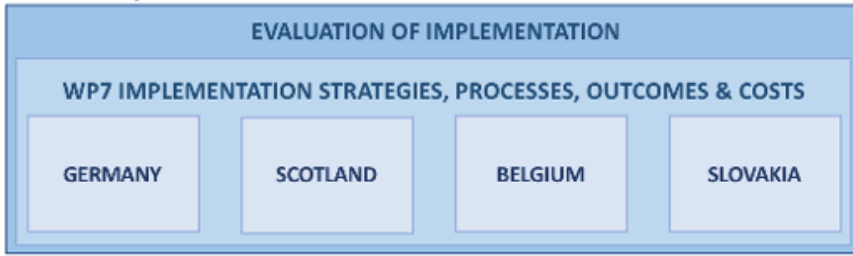 EVALUATION OF IMPLEMENTATION
WP7 IMPLEMENTATION STRATEGIES, PROCESSES, OUTCOMES & COSTS
GERMANY SCOTLAND BELGIUM SLOVAKIA